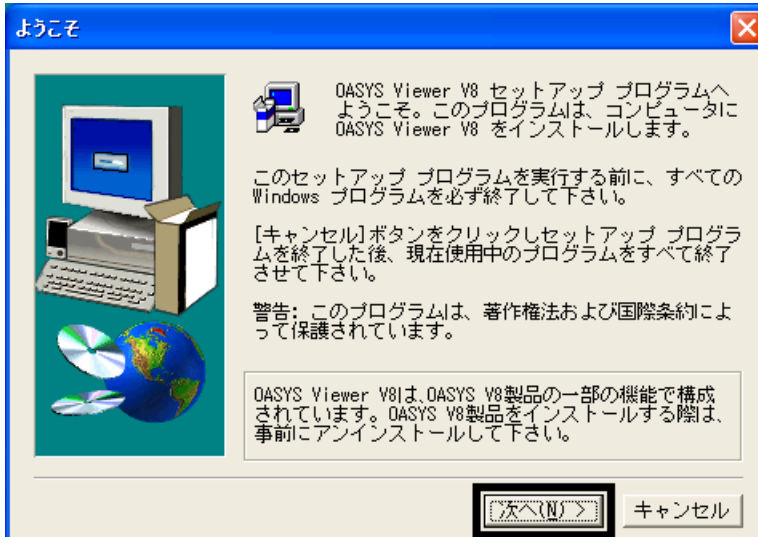 ようこそ
OASYS Viewer V8 セットアップ プログラムへ
ようこそ。このプログラムは、コンピュータに
OASYS Viewer V8 をインストールします。
このセットアップ プログラムを実行する前に、すべての
Windows プログラムを必ず終了して下さい。
[キャンセル]ボタンをクリックしセットアップ プログラ
ムを終了した後、現在使用中のプログラムをすべて終了
させて下さい。
警告: このプログラムは、著作権法および国際条約によ
って保護されています。
OASYS Viewer V8は、OASYS V8製品の一部の機能で構成
されています。OASYS V8製品をインストールする際は、
事前にアンインストールして下さい。
次へ(N) >
キャンセル